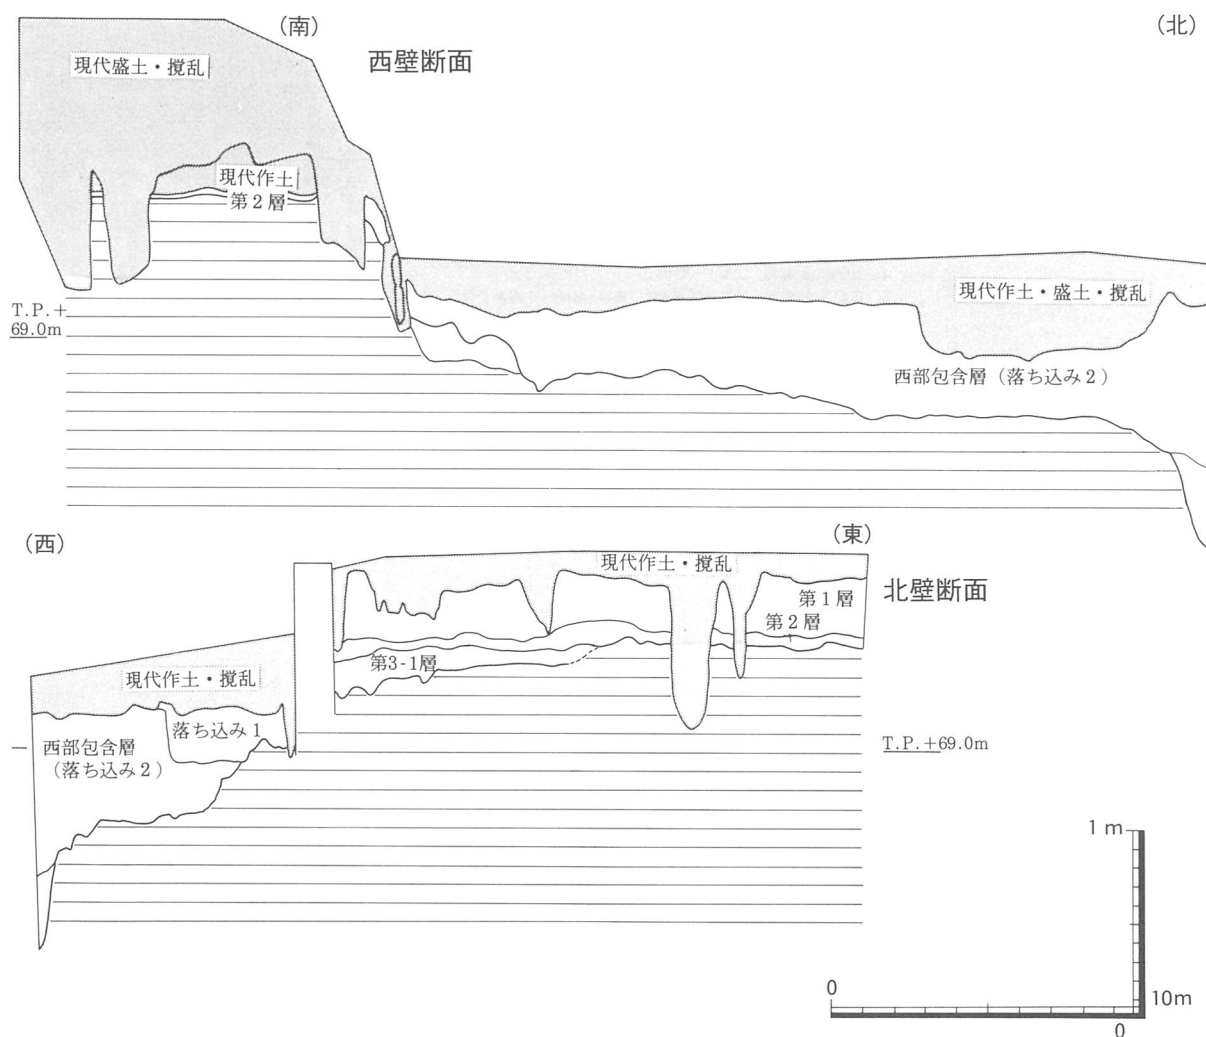 （南）
（北）
西壁断面
現代盛土・撹乱
現代作土
第２層
T.P.＋
69.0m
現代作土・盛土・撹乱
西部包含層（落ち込み２）
（西）
（東）
北壁断面
現代作土・撹乱
第１層
第２層
第3-1層
現代作土・撹乱
落ち込み１
西部包含層
（落ち込み２）
T.P.＋69.0m
1 m
0
10m
0